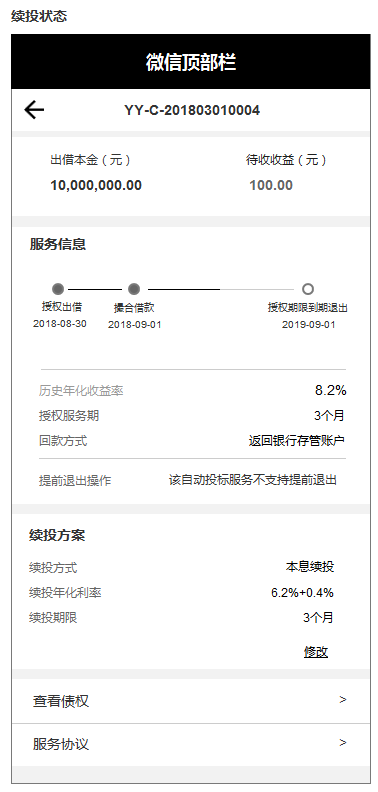 续投状态
微信顶部栏
YY-C-201803010004
出借本金（元） 待收收益（元）
10,000,000.00 100.00
服务信息
授权出借 撮合借款 授权期限到期退出
2018-08-30 2018-09-01 2019-09-01
历史年化收益率 8.2%
授权服务期 3个月
回款方式 返回银行存管账户
提前退出操作 该自动投标服务不支持提前退出
续投方案
续投方式 本息续投
续投年化利率 6.2%+0.4%
续投期限 3个月
修改
查看债权 >
服务协议 >